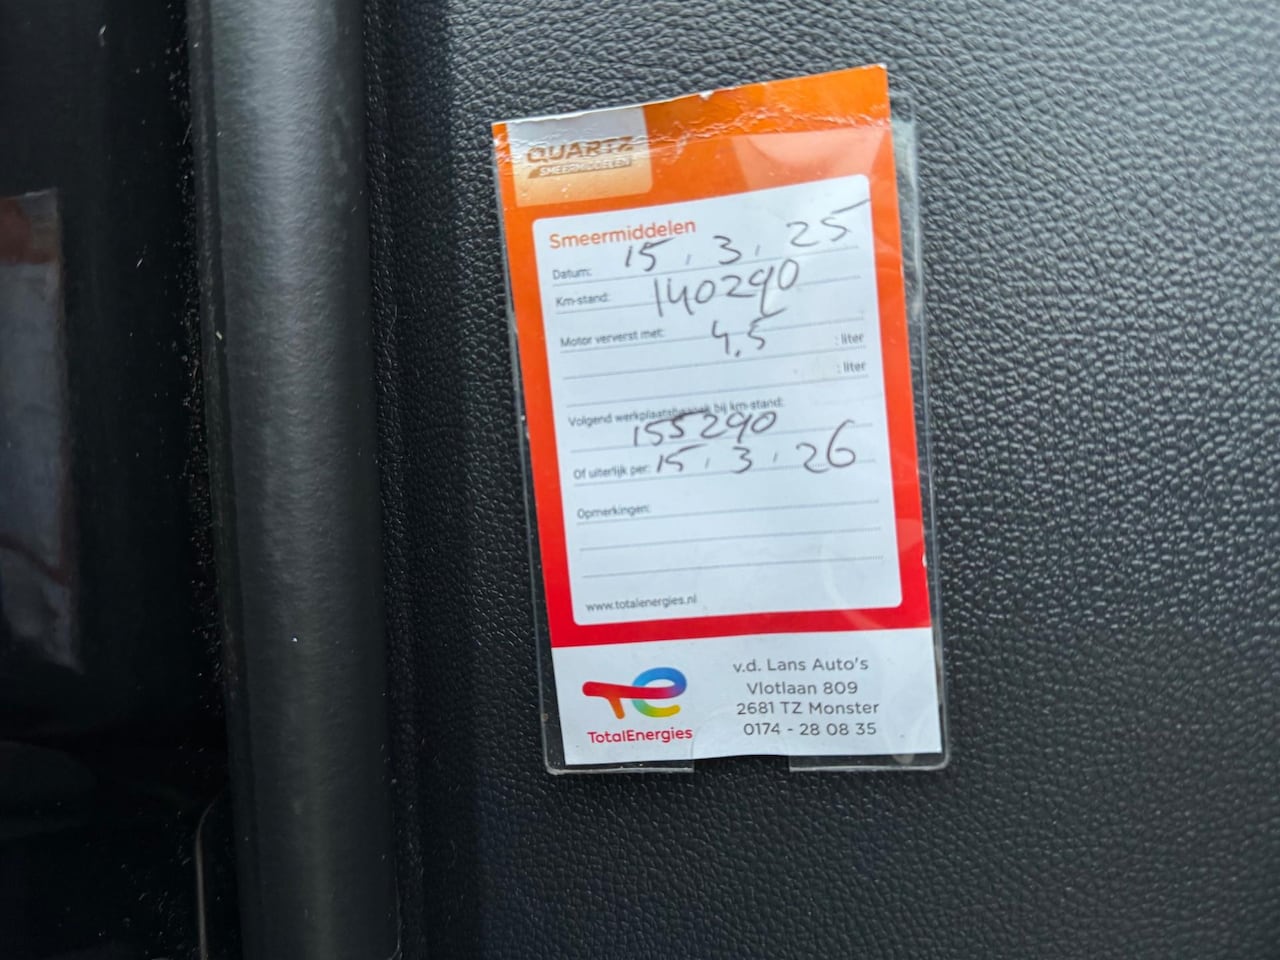 QUARTZ
SMEERMIDDELEN
Smeermiddelen
Datum: 15 . 3 . 25
Km-stand: 140290
Motor ververst met: 4,5 : liter
: liter
Volgend werkplaatsbezoek bij km-stand:
155290
Of uiterlijk per: 15 . 3 . 26
Opmerkingen:
www.totalenergies.nl
TotalEnergies
v.d. Lans Auto's
Vlotlaan 809
2681 TZ Monster
0174 - 28 08 35